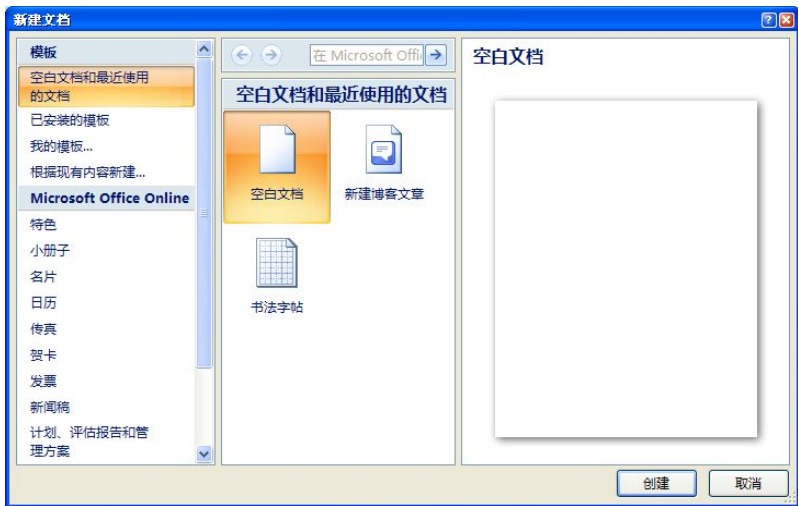 新建文档
模板
空白文档和最近使用
的文档
已安装的模板
我的模板...
根据现有内容新建...
Microsoft Office Online
特色
小册子
名片
日历
传真
贺卡
发票
新闻稿
计划、评估报告和管
理方案
在 Microsoft Offi
空白文档和最近使用的文档
空白文档
新建博客文章
书法字帖
空白文档
创建
取消